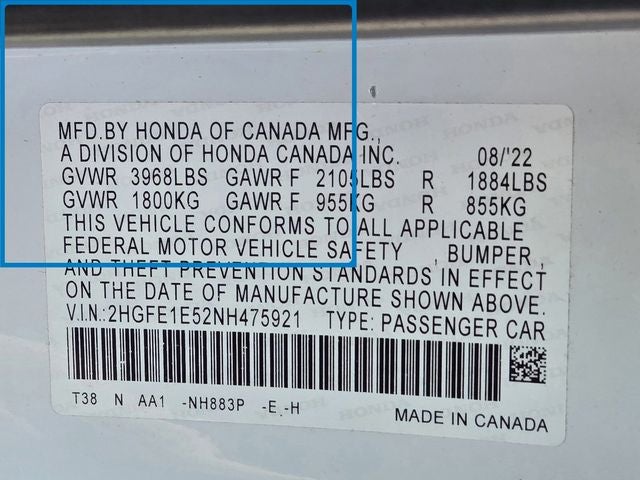 MFD.BY HONDA OF CANADA MFG.,
A DIVISION OF HONDA CANADA INC. 08/'22
GVWR 3968LBS GAWR F 2105LBS R 1884LBS
GVWR 1800KG GAWR F 955KG R 855KG
THIS VEHICLE CONFORMS TO ALL APPLICABLE
FEDERAL MOTOR VEHICLE SAFETY , BUMPER ,
AND THEFT PREVENTION STANDARDS IN EFFECT
ON THE DATE OF MANUFACTURE SHOWN ABOVE.
V.I.N.:2HGFE1E52NH475921 TYPE: PASSENGER CAR
T38 N AA1 -NH883P -E.-H
MADE IN CANADA